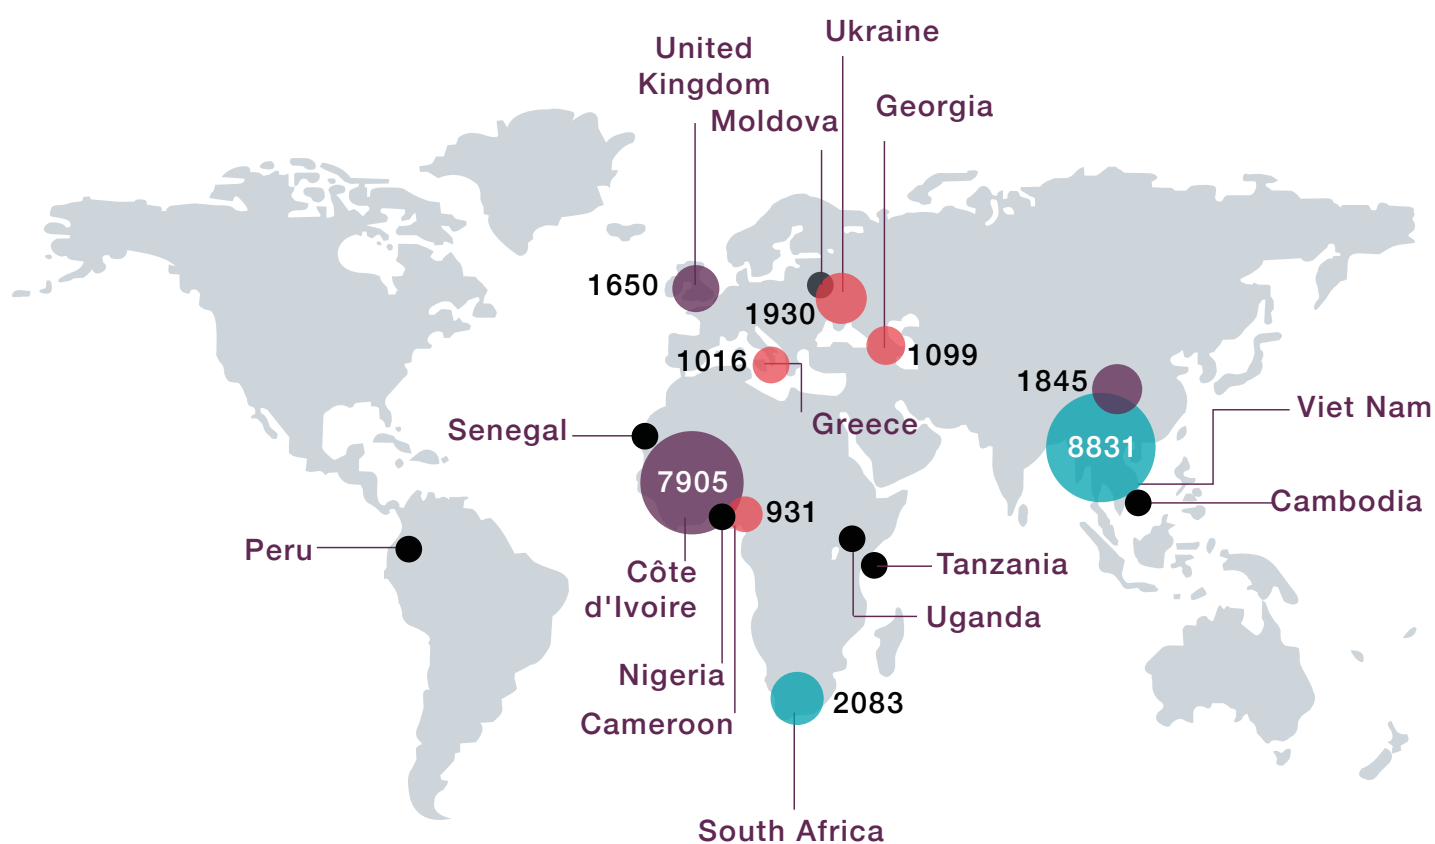 Ukraine
United
Kingdom
Georgia
Moldova
1650
1930
1016
1099
1845
Viet Nam
Greece
Senegal
8831
7905
Cambodia
931
Peru
Tanzania
Côte
d'Ivoire
Uganda
Nigeria
2083
Cameroon
South Africa